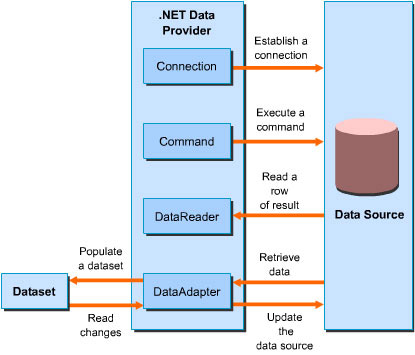 .NET Data
Provider
Connection
Establish a
connection
Command
Execute a
command
DataReader
Read a
row
of result
Data Source
Populate
a dataset
Retrieve
data
Dataset
DataAdapter
Read
changes
Update
the
data source